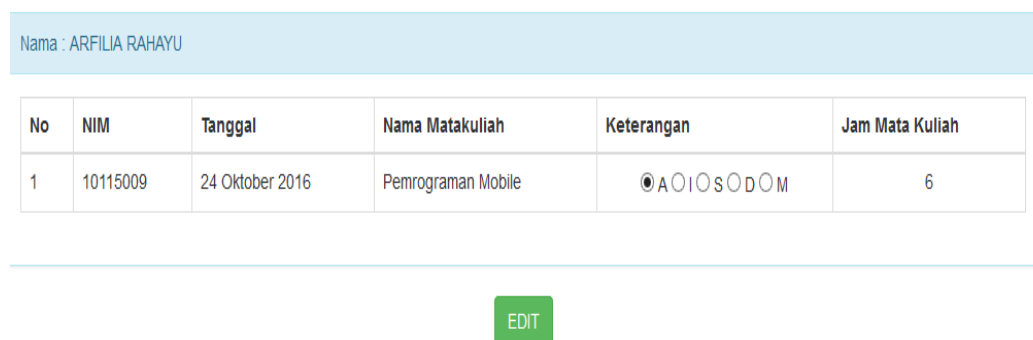 Nama : ARFILIA RAHAYU
No NIM Tanggal Nama Matakuliah Keterangan Jam Mata Kuliah
1 10115009 24 Oktober 2016 Pemrograman Mobile A I S D M 6
EDIT